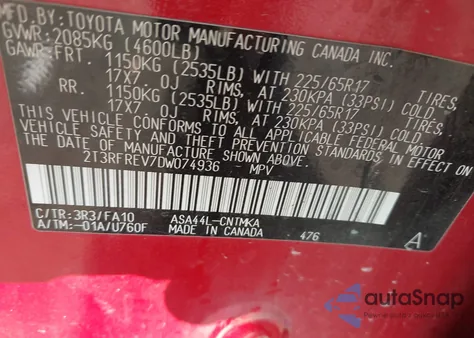 MFD.BY:TOYOTA MOTOR MANUFACTURING CANADA INC.
GVWR:2085KG (4600LB)
GAWR:FRT. 1150KG (2535LB) WITH 225/65R17 TIRES,
17X7 OJ RIMS, AT 230KPA (33PSI) COLD
RR. 1150KG (2535LB) WITH 225/65R17 TIRES,
17X7 OJ RIMS, AT 230KPA (33PSI) COLD
THIS VEHICLE CONFORMS TO ALL APPLICABLE FEDERAL MOTOR
VEHICLE SAFETY AND THEFT PREVENTION STANDARDS IN EFFECT ON
THE DATE OF MANUFACTURE SHOWN ABOVE.
2T3RFREV7DW074936 MPV
C/TR:3R3/FA10 ASA44L-CNTMKA
A/TM:-01A/U760F MADE IN CANADA 476 A
autoSnap